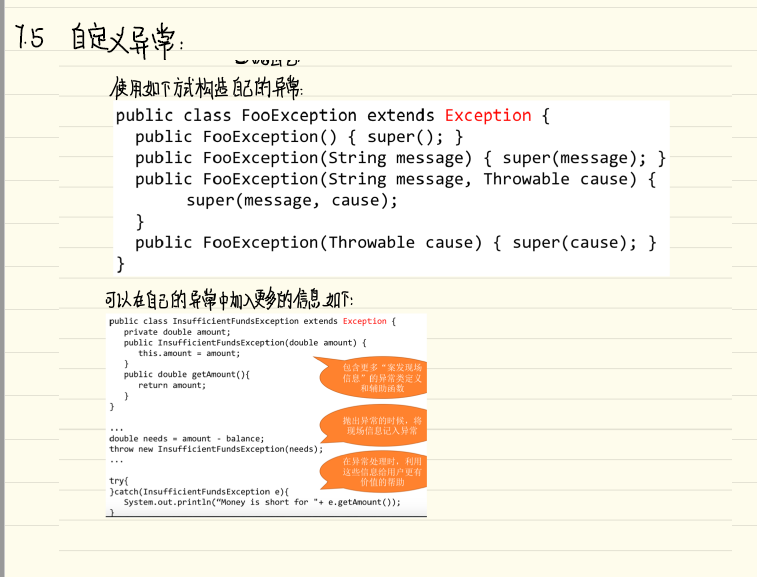 7.5 自定义异常:
使用如下方式构造自己的异常:
public class FooException extends Exception {
public FooException() { super(); }
public FooException(String message) { super(message); }
public FooException(String message, Throwable cause) {
super(message, cause);
}
public FooException(Throwable cause) { super(cause); }
}
可以在自己的异常中加入更多的信息如下:
public class InsufficientFundsException extends Exception {
private double amount;
public InsufficientFundsException(double amount) {
this.amount = amount;
}
public double getAmount(){
return amount;
}
}
包含更多“案发现场
信息”的异常类定义
和辅助函数
...
double needs = amount - balance;
throw new InsufficientFundsException(needs);
...
抛出异常的时候，将
现场信息记入异常
try{
}catch(InsufficientFundsException e){
System.out.println(“Money is short for "+ e.getAmount());
}
在异常处理时，利用
这些信息给用户更有
价值的帮助